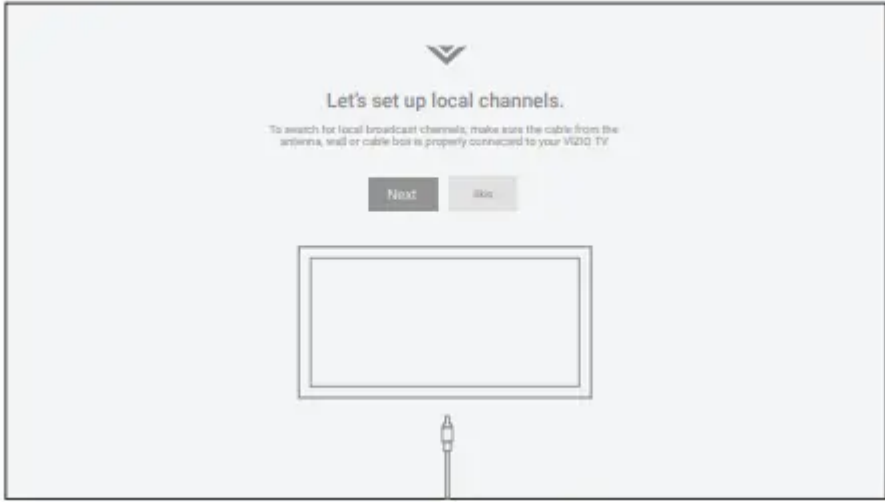 Let's set up local channels.
To search for local broadcast channels, make sure the cable from the
antenna, wall or cable box is properly connected to your VIZIO TV
Next
Skip